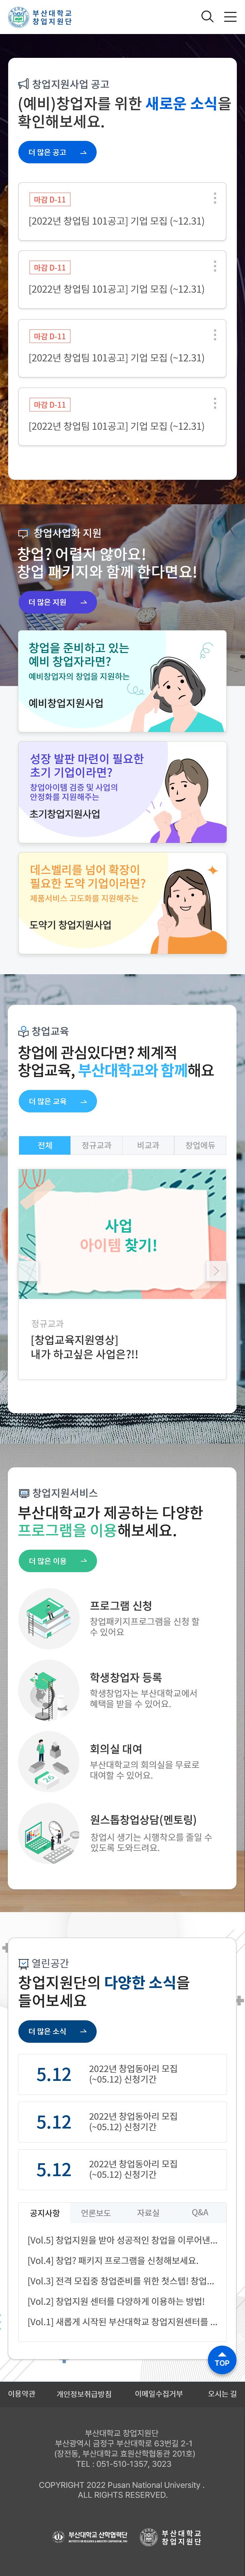 부산대학교
창업지원단
창업지원사업 공고
(예비)창업자를 위한 새로운 소식을
확인해보세요.
더 많은 공고
마감 D-11
[2022년 창업팀 101공고] 기업 모집 (~12.31)
마감 D-11
[2022년 창업팀 101공고] 기업 모집 (~12.31)
마감 D-11
[2022년 창업팀 101공고] 기업 모집 (~12.31)
마감 D-11
[2022년 창업팀 101공고] 기업 모집 (~12.31)
창업사업화 지원
창업? 어렵지 않아요!
창업 패키지와 함께 한다면요!
더 많은 지원
창업을 준비하고 있는
예비 창업자라면?
예비창업자의 창업을 지원하는
예비창업지원사업
성장 발판 마련이 필요한
초기 기업이라면?
창업아이템 검증 및 사업의
안정화를 지원해주는
초기창업지원사업
데스벨리를 넘어 확장이
필요한 도약 기업이라면?
제품서비스 고도화를 지원해주는
도약기 창업지원사업
창업교육
창업에 관심있다면? 체계적
창업교육, 부산대학교와 함께해요
더 많은 교육
전체 정규교과 비교과 창업에듀
사업
아이템 찾기!
정규교과
[창업교육지원영상]
내가 하고싶은 사업은?!!
창업지원서비스
부산대학교가 제공하는 다양한
프로그램을 이용해보세요.
더 많은 이용
프로그램 신청
창업패키지프로그램을 신청 할
수 있어요
학생창업자 등록
학생창업자는 부산대학교에서
혜택을 받을 수 있어요.
회의실 대여
부산대학교의 회의실을 무료로
대여할 수 있어요.
26
원스톱창업상담(멘토링)
창업시 생기는 시행착오를 줄일 수
있도록 도와드려요.
열린공간
창업지원단의 다양한 소식을
들어보세요
더 많은 소식
5.12
2022년 창업동아리 모집
(~05.12) 신청기간
5.12
2022년 창업동아리 모집
(~05.12) 신청기간
5.12
2022년 창업동아리 모집
(~05.12) 신청기간
공지사항 언론보도 자료실 Q&A
[Vol.5] 창업지원을 받아 성공적인 창업을 이루어낸...
[Vol.4] 창업? 패키지 프로그램을 신청해보세요.
[Vol.3] 전격 모집중 창업준비를 위한 첫스텝! 창업...
[Vol.2] 창업지원 센터를 다양하게 이용하는 방법!
[Vol.1] 새롭게 시작된 부산대학교 창업지원센터를 ...
TOP
이용약관 개인정보취급방침 이메일수집거부 오시는 길
부산대학교 창업지원단
부산광역시 금정구 부산대학로 63번길 2-1
(장전동, 부산대학교 효원산학협동관 201호)
TEL : 051-510-1357, 3023
COPYRIGHT 2022 Pusan National University .
ALL RIGHTS RESERVED.
부산대학교 산학협력단
부산대학교
창업지원단